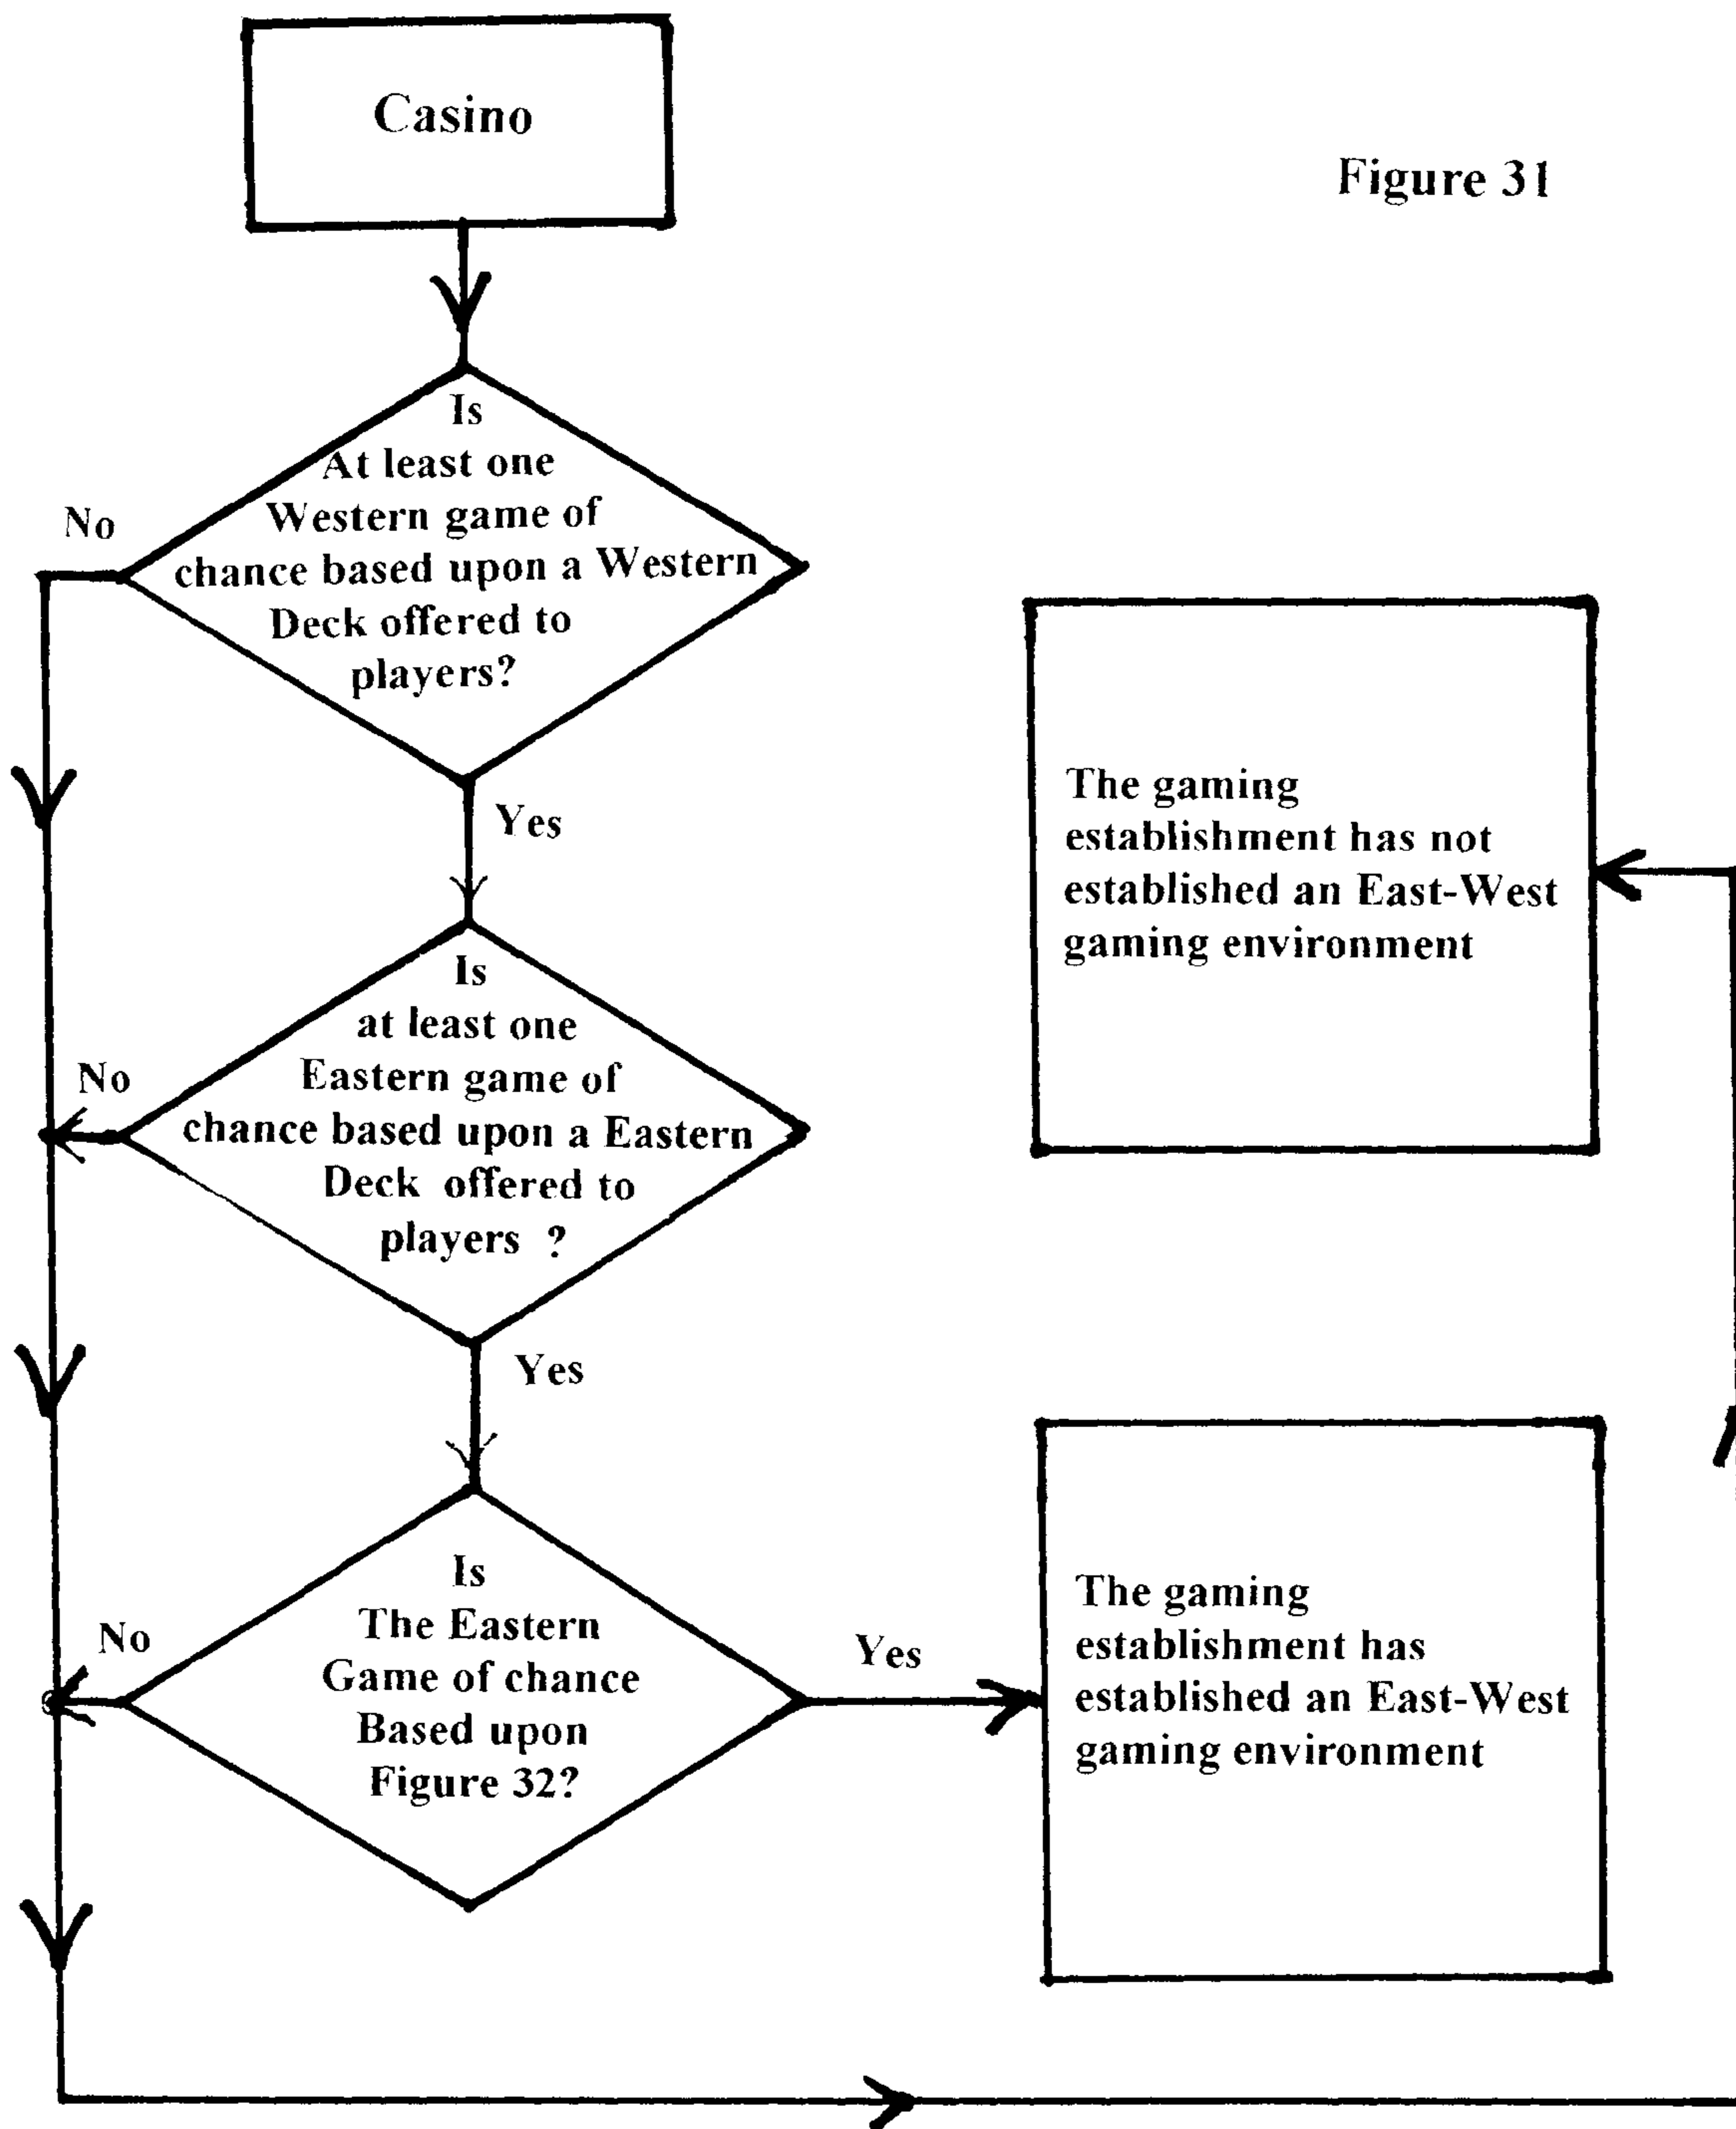 Casino
Figure 31
Is
At least one
Western game of
chance based upon a Western
Deck offered to
players?
No
Yes
Is
at least one
Eastern game of
chance based upon a Eastern
Deck offered to
players ?
No
Yes
Is
The Eastern
Game of chance
Based upon
Figure 32?
No
Yes
The gaming
establishment has not
established an East-West
gaming environment
The gaming
establishment has
established an East-West
gaming environment